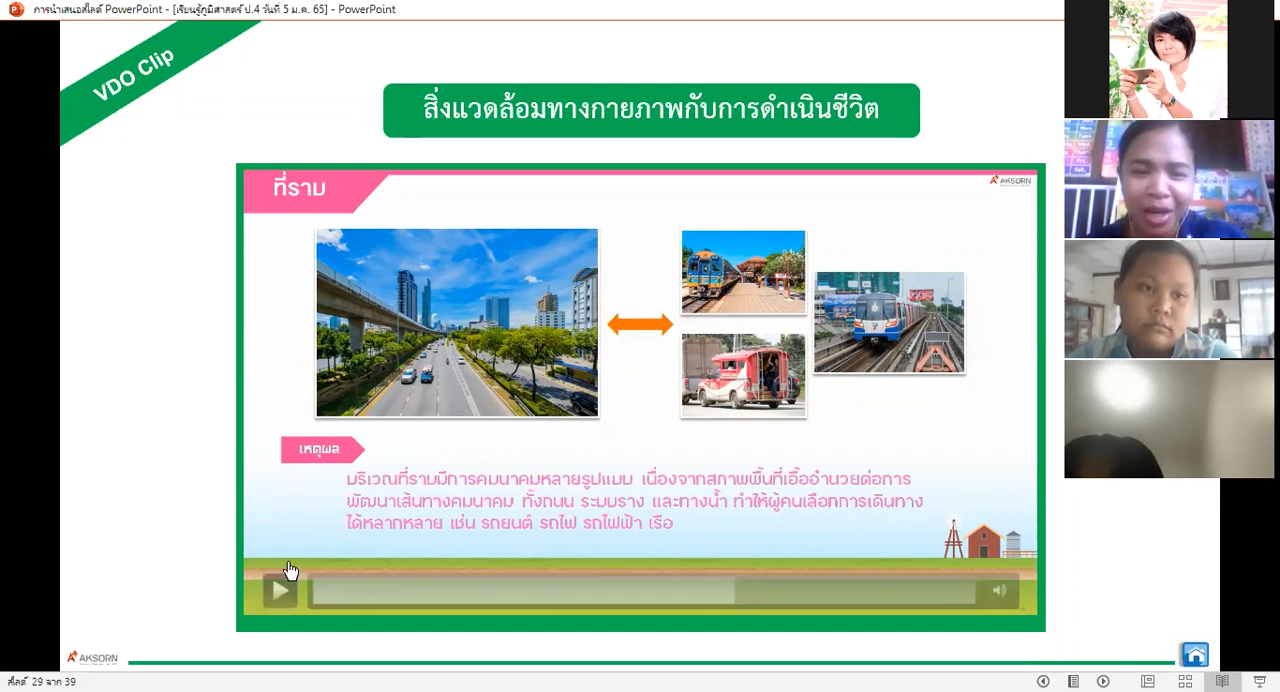 การนำเสนอสไลด์ PowerPoint - [เรียนรู้ภูมิศาสตร์ ป.4 วันที่ 5 ม.ค. 65] - PowerPoint
VDO Clip
สิ่งแวดล้อมทางกายภาพกับการดำเนินชีวิต
ที่ราบ
AKSORN
เหตุผล
บริเวณที่ราบมีการคมนาคมหลายรูปแบบ เนื่องจากสภาพพื้นที่เอื้ออำนวยต่อการ
พัฒนาเส้นทางคมนาคม ทั้งถนน ระบบราง และทางน้ำ ทำให้ผู้คนเลือกการเดินทาง
ได้หลากหลาย เช่น รถยนต์ รถไฟ รถไฟฟ้า เรือ
AKSORN
สไลด์ 29 จาก 39